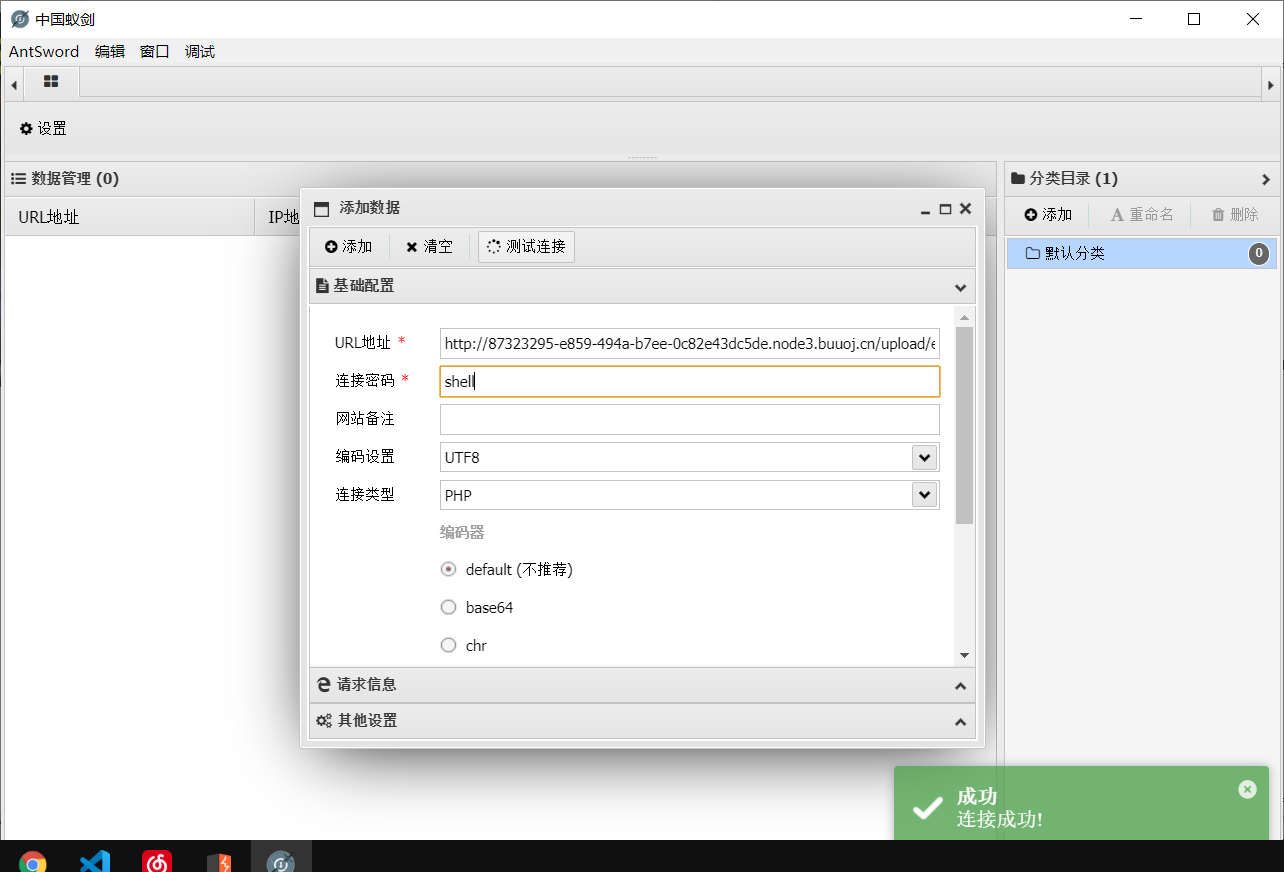 中国蚁剑
AntSword 编辑 窗口 调试
设置
数据管理 (0)
分类目录 (1)
URL地址
IP地
添加 重命名 删除
默认分类 0
添加数据
添加 清空 测试连接
基础配置
URL地址 *
http://87323295-e859-494a-b7ee-0c82e43dc5de.node3.buuoj.cn/upload/e
连接密码 *
shell
网站备注
编码设置
UTF8
连接类型
PHP
编码器
default (不推荐)
base64
chr
请求信息
其他设置
成功
连接成功!